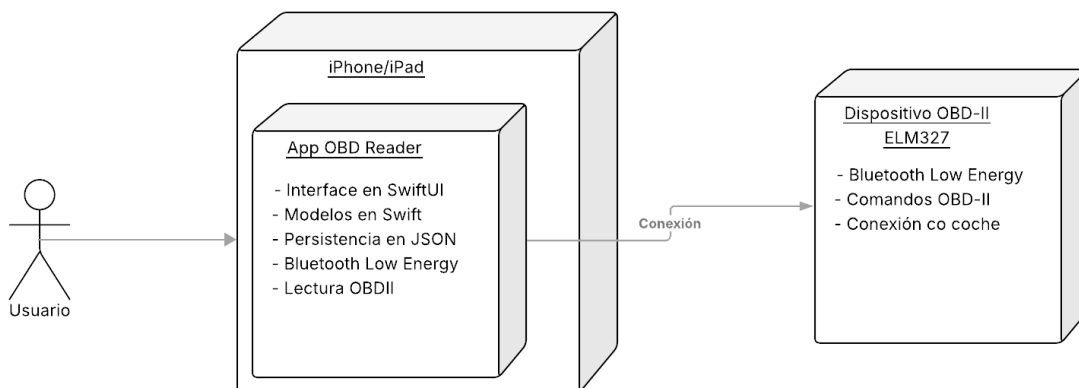 iPhone/iPad
App OBD Reader
- Interface en SwiftUI
- Modelos en Swift
- Persistencia en JSON
- Bluetooth Low Energy
- Lectura OBDII
Usuario
Conexión
Dispositivo OBD-II
ELM327
- Bluetooth Low Energy
- Comandos OBD-II
- Conexión co coche